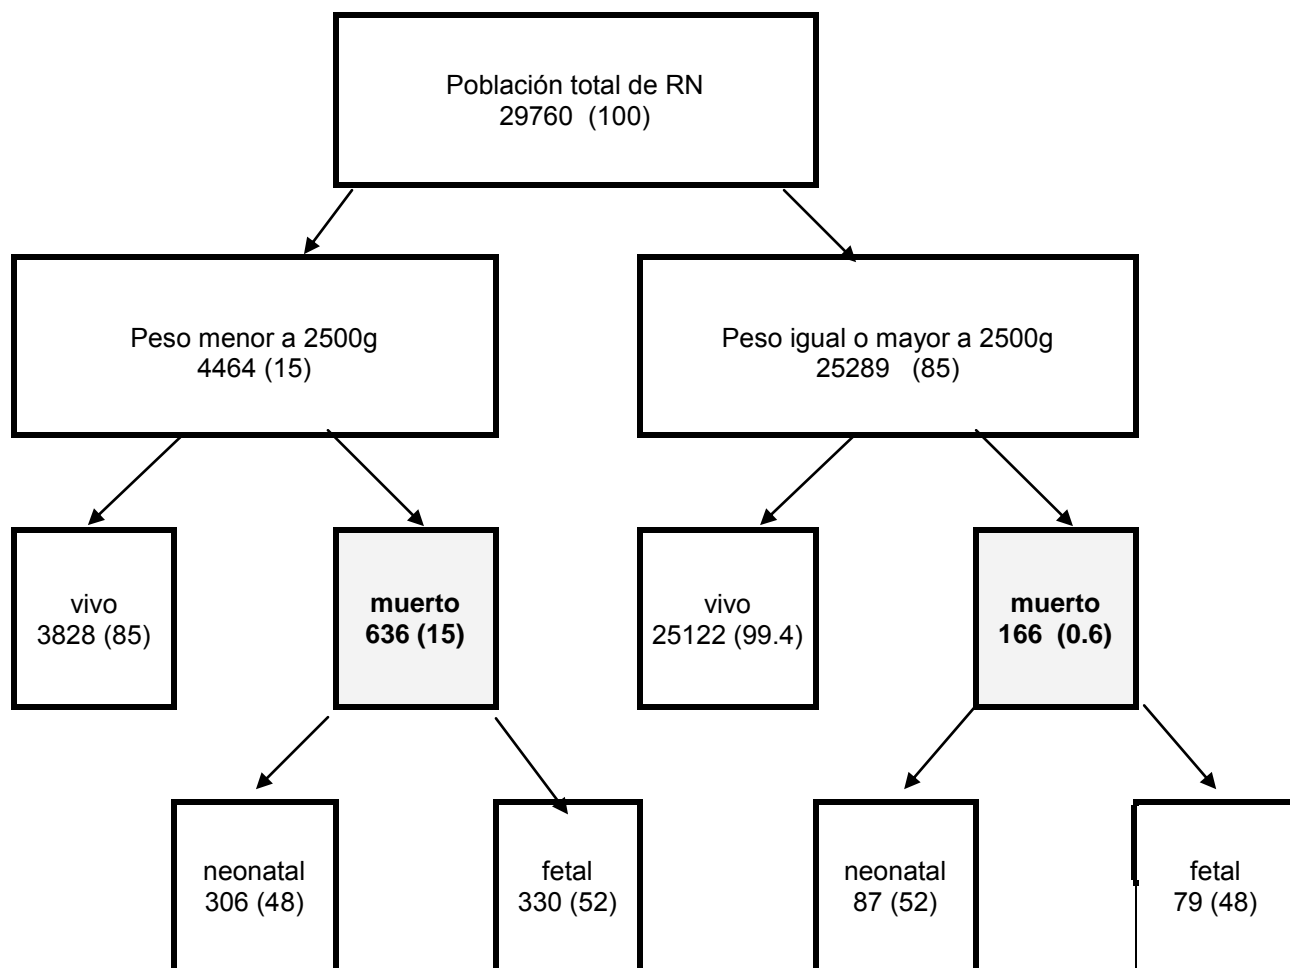 Población total de RN
29760 (100)
Peso menor a 2500g
4464 (15)
Peso igual o mayor a 2500g
25289 (85)
vivo
3828 (85)
muerto
636 (15)
vivo
25122 (99.4)
muerto
166 (0.6)
neonatal
306 (48)
fetal
330 (52)
neonatal
87 (52)
fetal
79 (48)